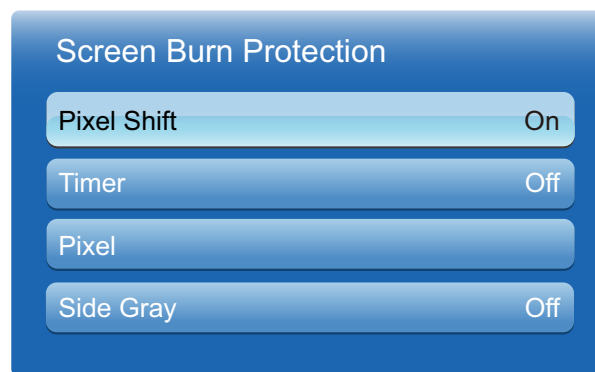 Screen Burn Protection
Pixel Shift On
Timer Off
Pixel
Side Gray Off